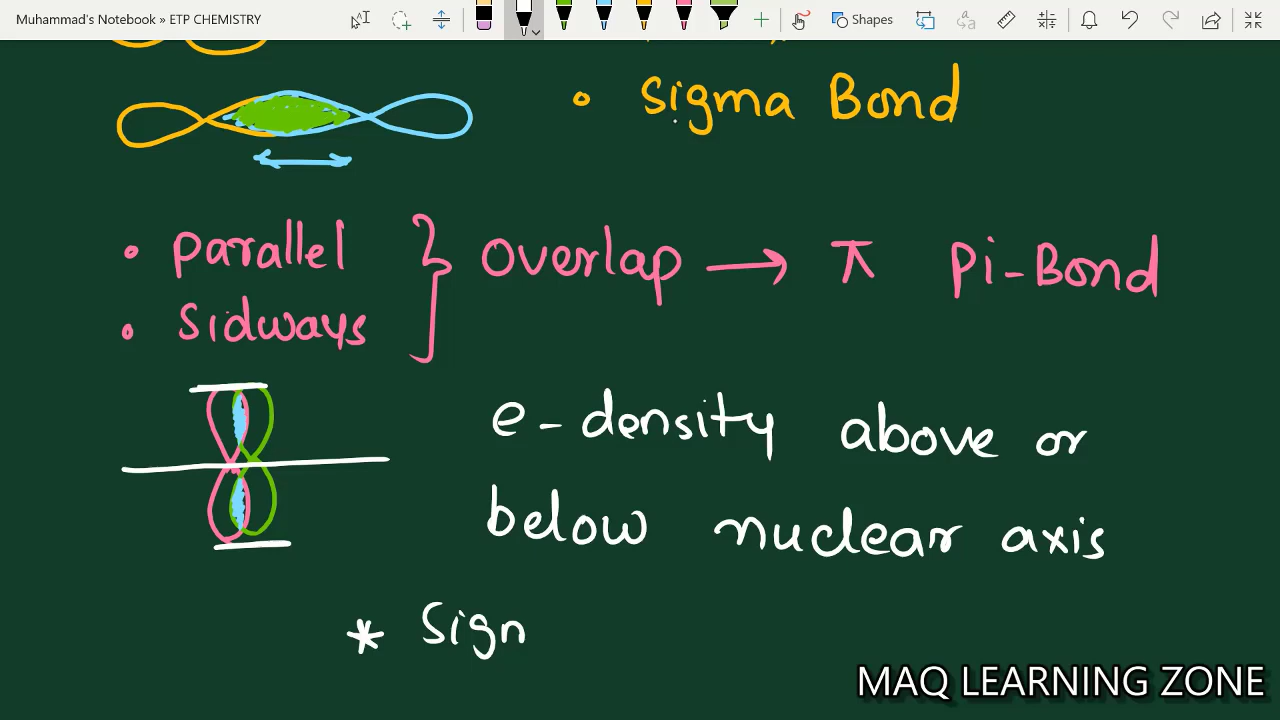 Muhammad's Notebook » ETP CHEMISTRY
Shapes
• Sigma Bond
• Parallel
• Sidways
Overlap → π Pi-Bond
e-density above or
below nuclear axis
* Sign
MAQ LEARNING ZONE